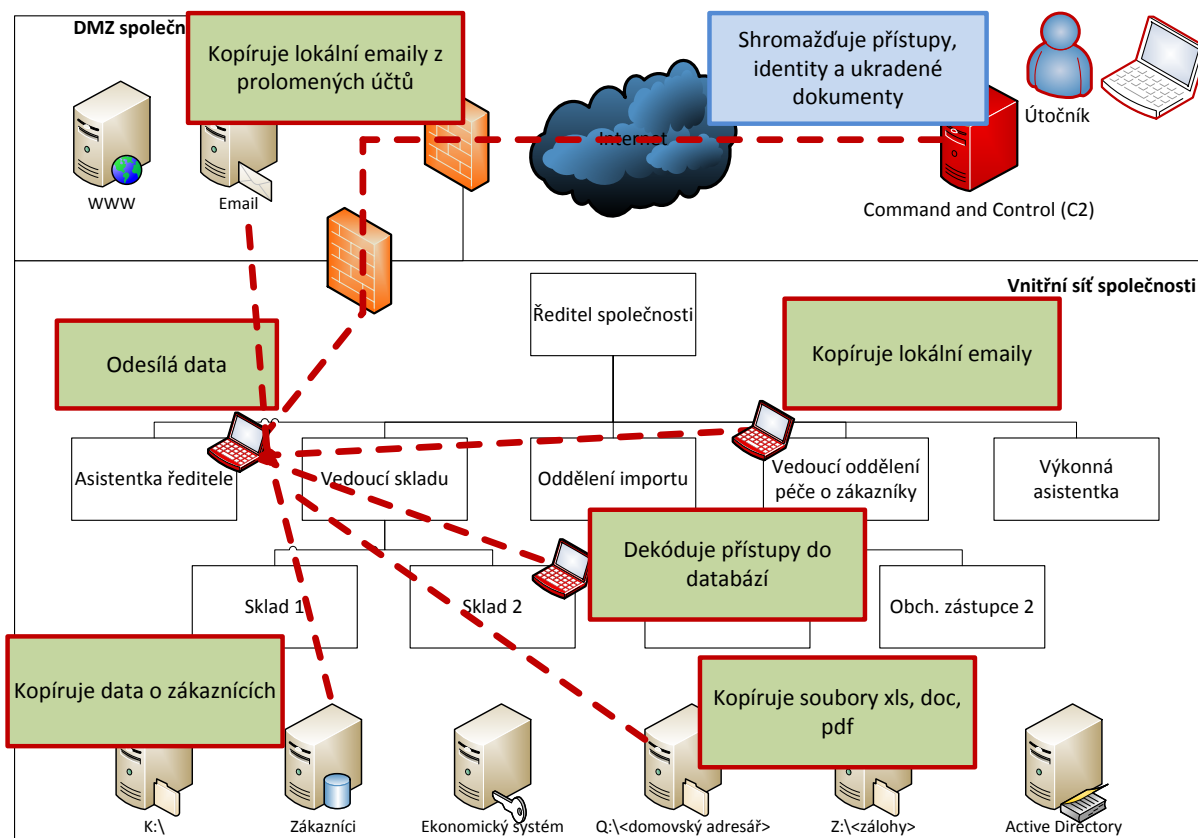 DMZ společn
Kopíruje lokální emaily z
prolomených účtů
Shromažďuje přístupy,
identity a ukradené
dokumenty
Útočník
Internet
WWW
Email
Command and Control (C2)
Vnitřní síť společnosti
Ředitel společnosti
Odesílá data
Kopíruje lokální emaily
Asistentka ředitele
Vedoucí skladu
Oddělení importu
Vedoucí oddělení
péče o zákazníky
Výkonná
asistentka
Dekóduje přístupy do
databází
Sklad 1
Sklad 2
Obch. zástupce 2
Kopíruje data o zákaznících
Kopíruje soubory xls, doc,
pdf
K:\
Zákazníci
Ekonomický systém
Q:\<domovský adresář>
Z:\<zálohy>
Active Directory